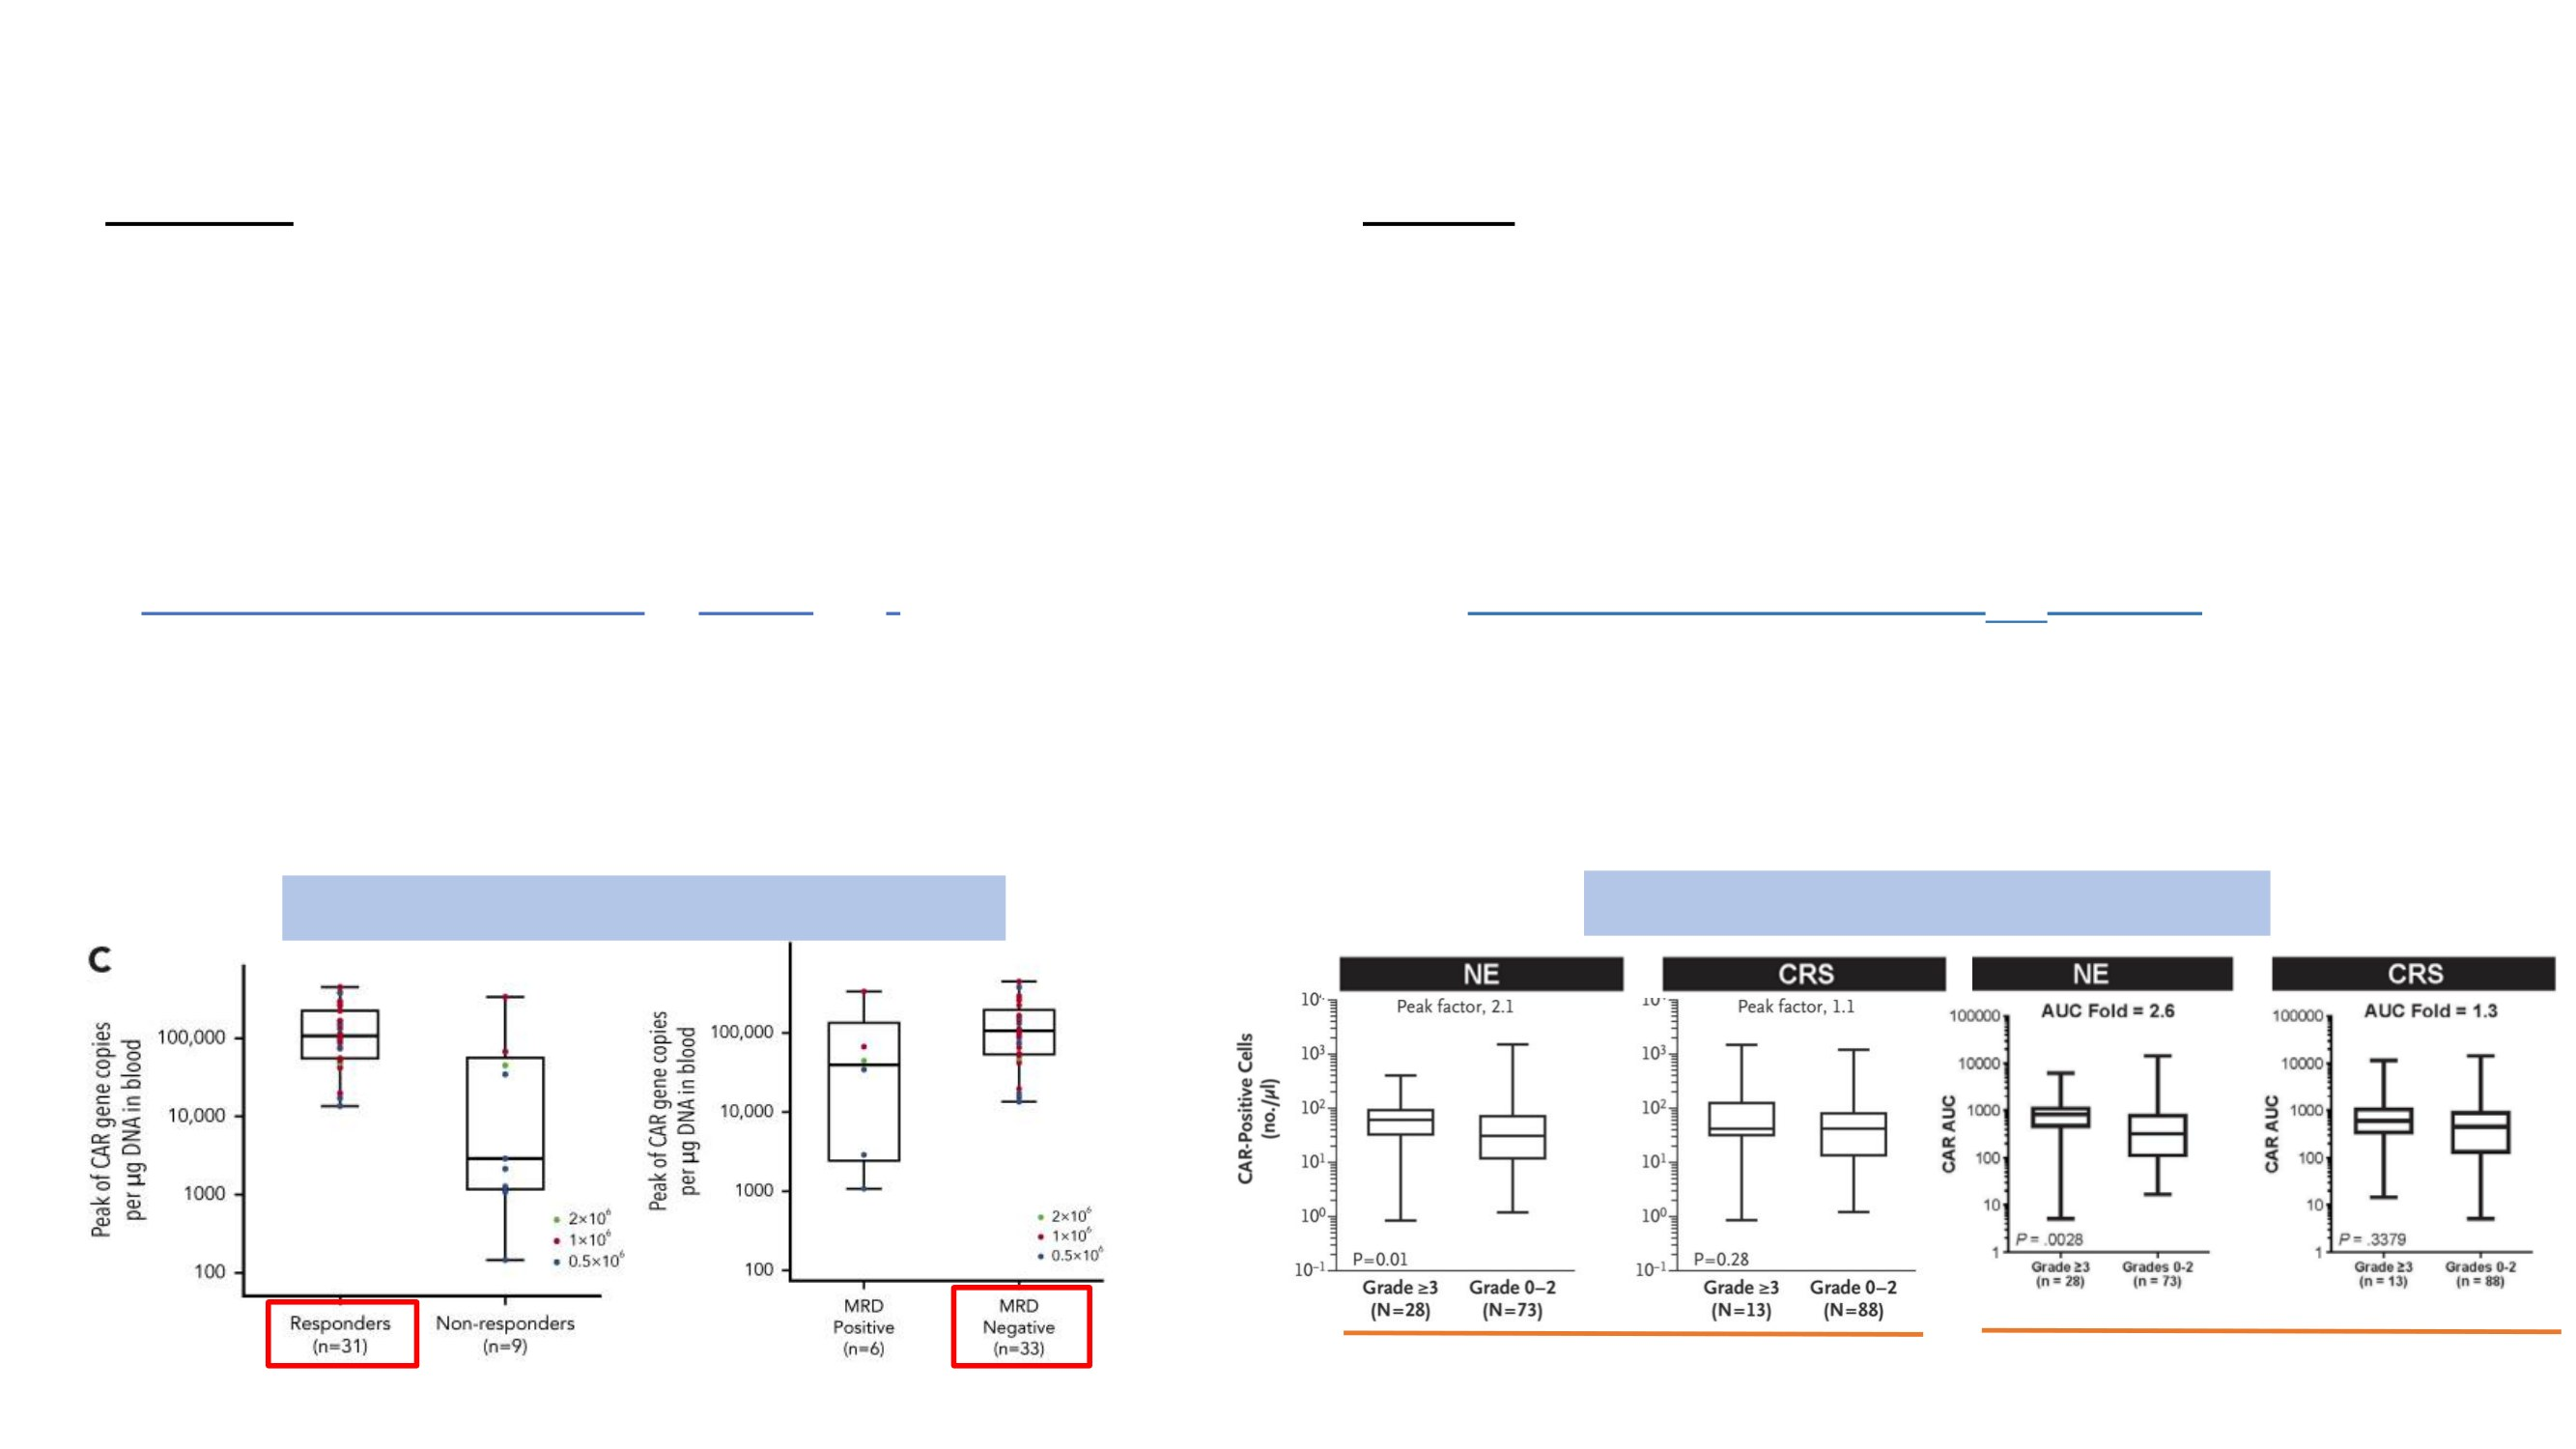 C
Peak of CAR gene copies
per µg DNA in blood
100,000
10,000
1000
100
2×10⁶
1×10⁶
0.5×10⁶
Responders
(n=31)
Non-responders
(n=9)
Peak of CAR gene copies
per µg DNA in blood
100,000
10,000
1000
100
2×10⁶
1×10⁶
0.5×10⁶
MRD
Positive
(n=6)
MRD
Negative
(n=33)
NE
Peak factor, 2.1
CAR-Positive Cells
(no./µl)
10³
10²
10¹
10⁰
10⁻¹
P=0.01
Grade ≥3
(N=28)
Grade 0–2
(N=73)
CRS
Peak factor, 1.1
10³
10²
10¹
10⁰
10⁻¹
P=0.28
Grade ≥3
(N=13)
Grade 0–2
(N=88)
NE
AUC Fold = 2.6
CAR AUC
100000
10000
1000
100
10
1
P = .0028
Grade ≥3
(n = 28)
Grades 0-2
(n = 73)
CRS
AUC Fold = 1.3
CAR AUC
100000
10000
1000
100
10
1
P = .3379
Grade ≥3
(n = 13)
Grades 0-2
(n = 88)